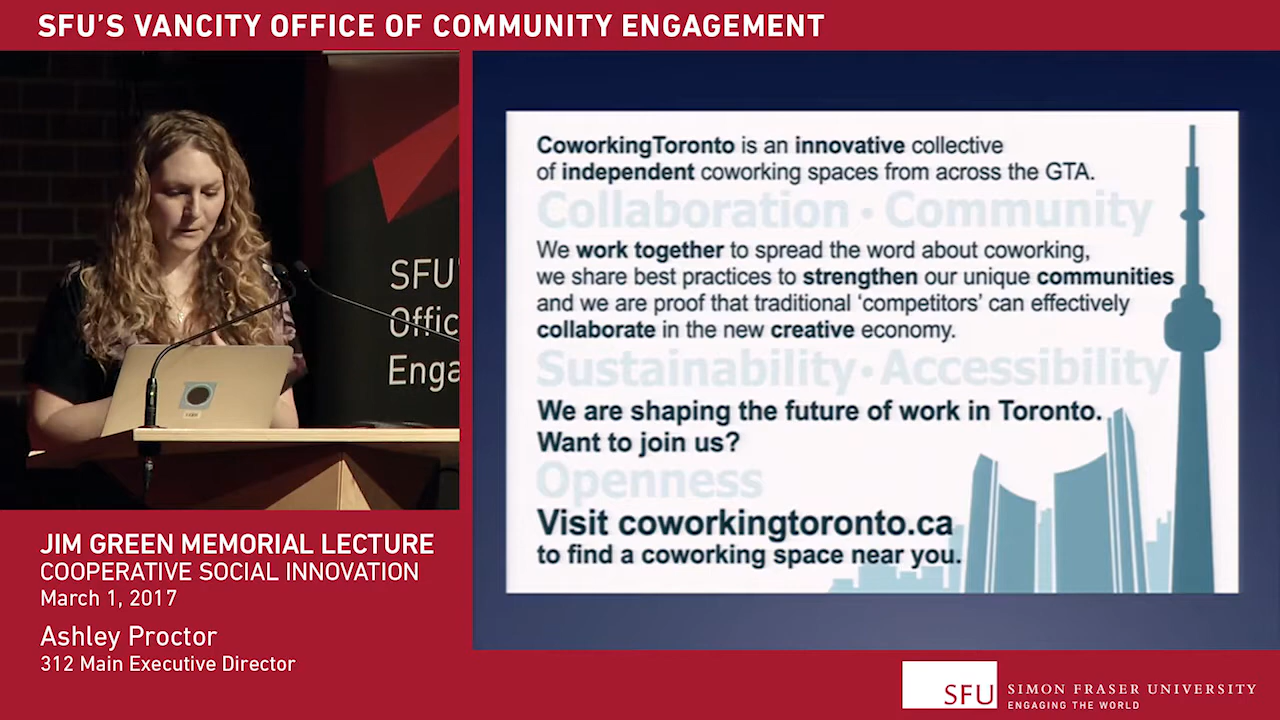 SFU'S VANCITY OFFICE OF COMMUNITY ENGAGEMENT
SFU'
Offic
Enga
CoworkingToronto is an innovative collective
of independent coworking spaces from across the GTA.
Collaboration • Community
We work together to spread the word about coworking,
we share best practices to strengthen our unique communities
and we are proof that traditional 'competitors' can effectively
collaborate in the new creative economy.
Sustainability • Accessibility
We are shaping the future of work in Toronto.
Want to join us?
Openness
Visit coworkingtoronto.ca
to find a coworking space near you.
JIM GREEN MEMORIAL LECTURE
COOPERATIVE SOCIAL INNOVATION
March 1, 2017
Ashley Proctor
312 Main Executive Director
SFU
SIMON FRASER UNIVERSITY
ENGAGING THE WORLD